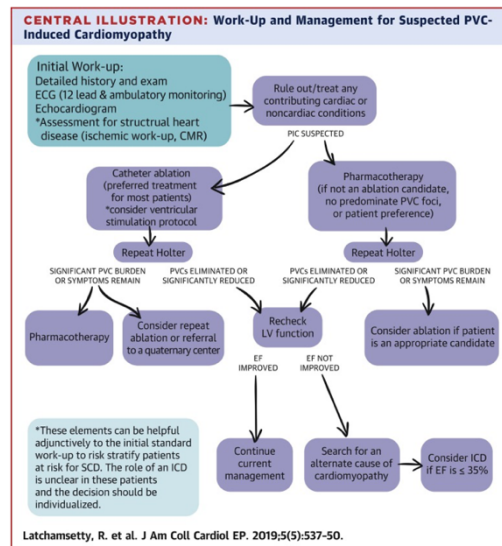 CENTRAL ILLUSTRATION: Work-Up and Management for Suspected PVC-
Induced Cardiomyopathy
Initial Work-up:
Detailed history and exam
ECG (12 lead & ambulatory monitoring)
Echocardiogram
*Assessment for structrual heart
disease (ischemic work-up, CMR)
Rule out/treat any
contributing cardiac or
noncardiac conditions
PIC SUSPECTED
Catheter ablation
(preferred treatment
for most patients)
*consider ventricular
stimulation protocol
Pharmacotherapy
(if not an ablation candidate,
no predominate PVC foci,
or patient preference)
Repeat Holter
Repeat Holter
SIGNIFICANT PVC BURDEN
OR SYMPTOMS REMAIN
PVCs ELIMINATED OR
SIGNIFICANTLY REDUCED
PVCs ELIMINATED OR
SIGNIFICANTLY REDUCED
SIGNIFICANT PVC BURDEN
OR SYMPTOMS REMAIN
Pharmacotherapy
Consider repeat
ablation or referral
to a quaternary center
Recheck
LV function
Consider ablation if patient
is an appropriate candidate
EF
IMPROVED
EF NOT
IMPROVED
*These elements can be helpful
adjunctively to the initial standard
work-up to risk stratify patients
at risk for SCD. The role of an ICD
is unclear in these patients
and the decision should be
individualized.
Continue
current
management
Search for an
alternate cause of
cardiomyopathy
Consider ICD
if EF is ≤ 35%
Latchamsetty, R. et al. J Am Coll Cardiol EP. 2019;5(5):537-50.